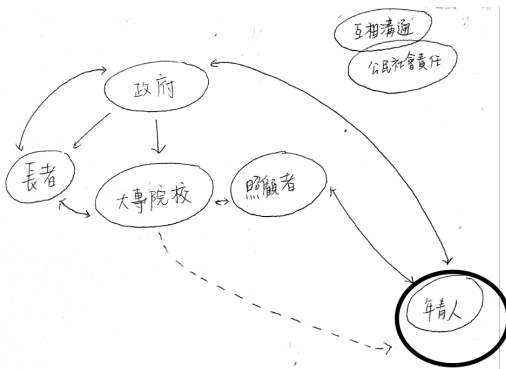 互相溝通
公民社會責任
政府
長者
大專院校
照顧者
年青人